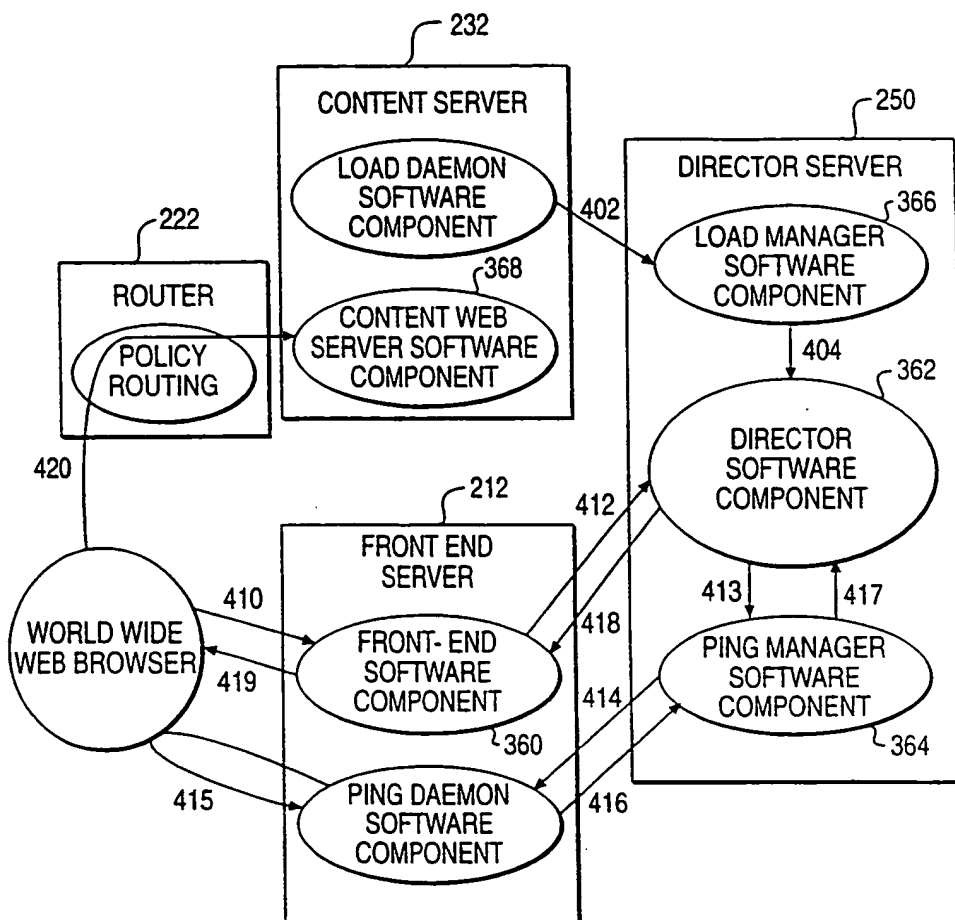 232
CONTENT SERVER
LOAD DAEMON
SOFTWARE
COMPONENT
368
CONTENT WEB
SERVER SOFTWARE
COMPONENT
222
ROUTER
POLICY
ROUTING
420
402
250
DIRECTOR SERVER
366
LOAD MANAGER
SOFTWARE
COMPONENT
404
362
DIRECTOR
SOFTWARE
COMPONENT
413
417
PING MANAGER
SOFTWARE
COMPONENT
364
212
FRONT END
SERVER
412
418
FRONT- END
SOFTWARE
COMPONENT
360
414
416
PING DAEMON
SOFTWARE
COMPONENT
WORLD WIDE
WEB BROWSER
410
419
415